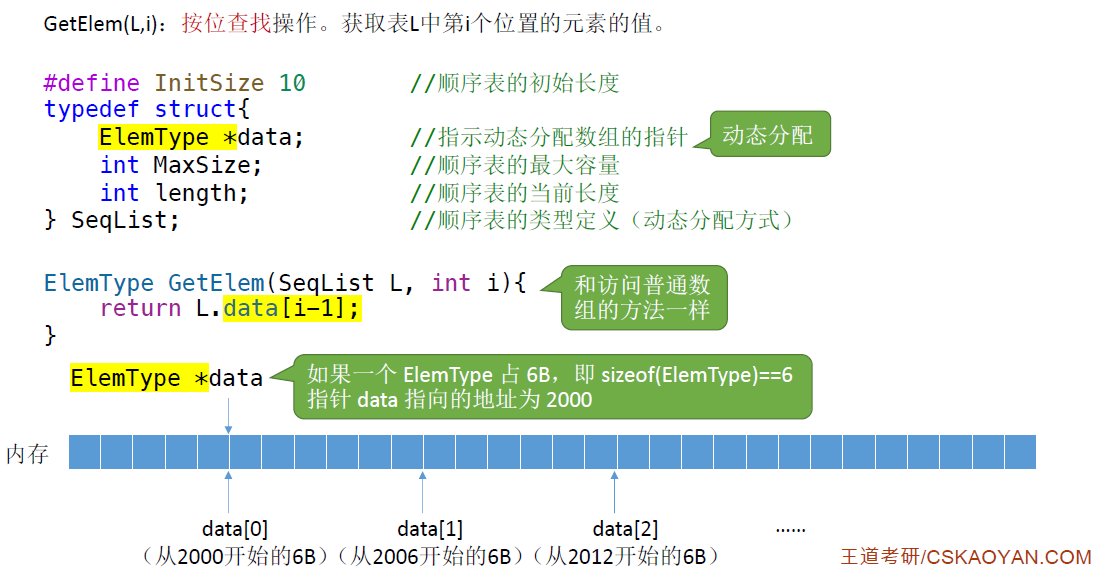 GetElem(L,i)：按位查找操作。获取表L中第i个位置的元素的值。
#define InitSize 10 //顺序表的初始长度
typedef struct{
ElemType *data; //指示动态分配数组的指针 动态分配
int MaxSize; //顺序表的最大容量
int length; //顺序表的当前长度
} SeqList; //顺序表的类型定义（动态分配方式）
ElemType GetElem(SeqList L, int i){
和访问普通数
组的方法一样
return L.data[i-1];
}
ElemType *data
如果一个 ElemType 占 6B，即 sizeof(ElemType)==6
指针 data 指向的地址为 2000
内存
data[0] data[1] data[2] ......
（从2000开始的6B）（从2006开始的6B）（从2012开始的6B）
王道考研/CSKAOYAN.COM